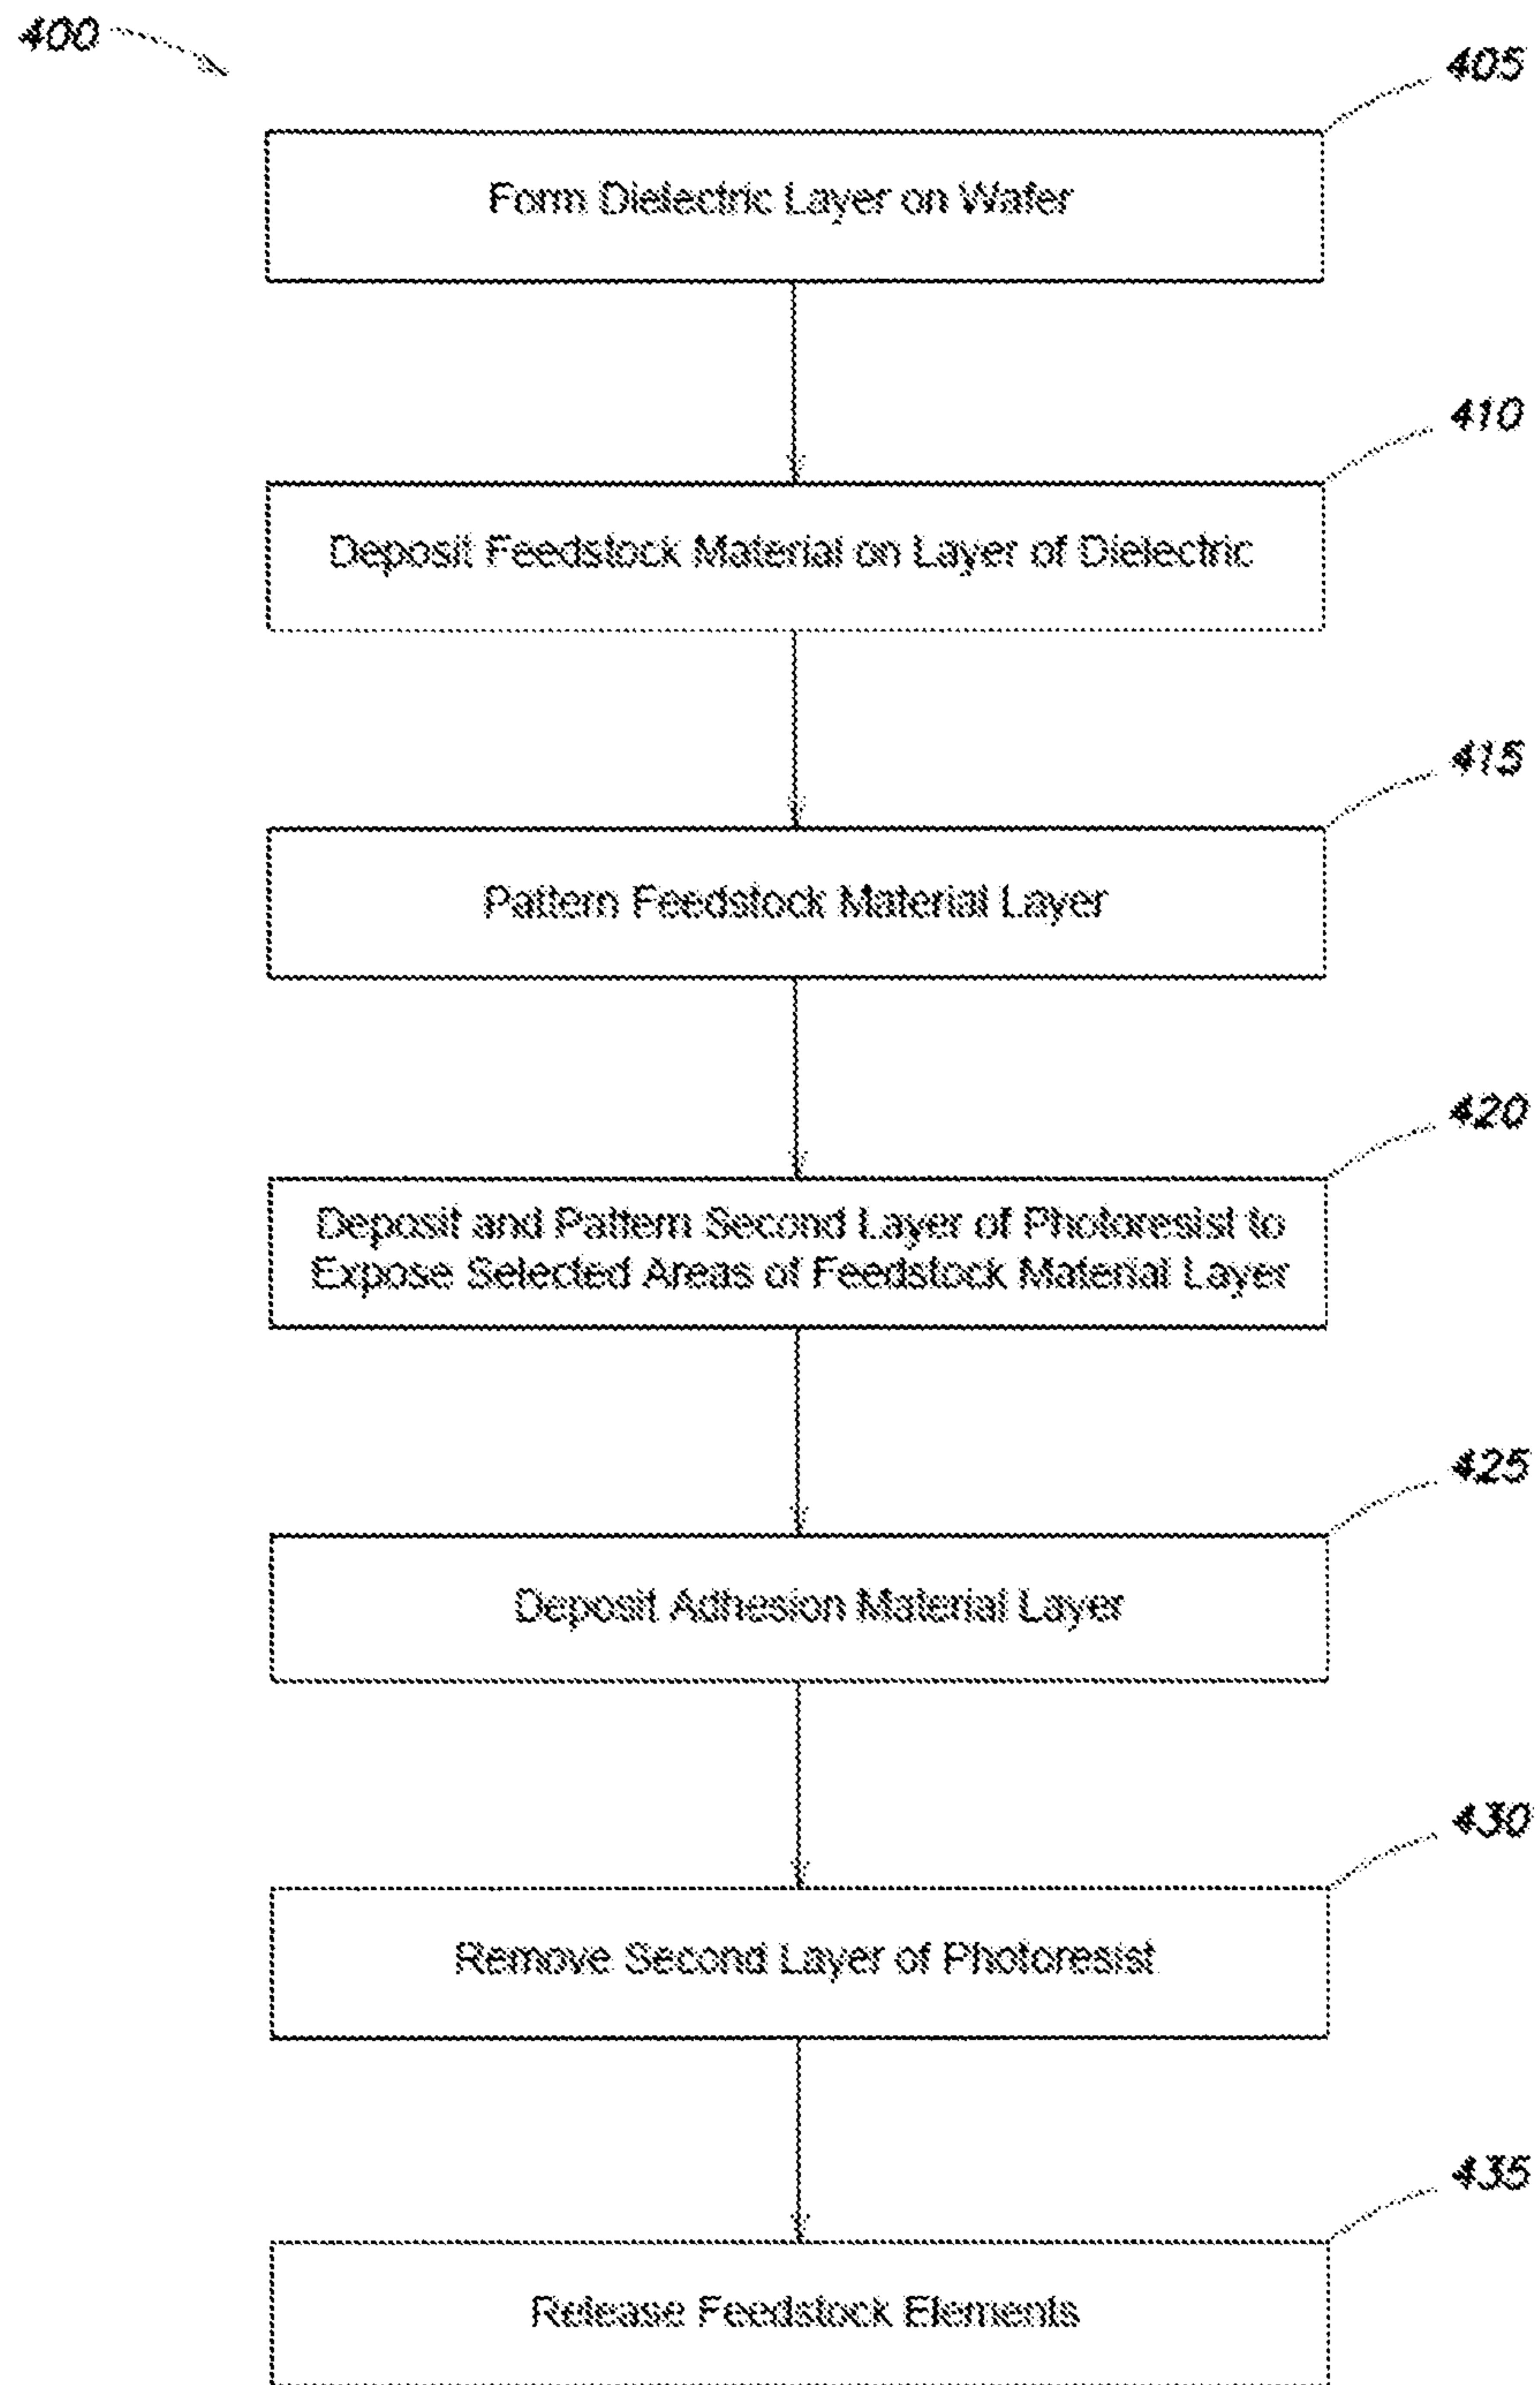 400
405
Form Dielectric Layer on Wafer
410
Deposit Feedstock Material on Layer of Dielectric
415
Pattern Feedstock Material Layer
420
Deposit and Pattern Second Layer of Photoresist to
Expose Selected Areas of Feedstock Material Layer
425
Deposit Adhesion Material Layer
430
Remove Second Layer of Photoresist
435
Release Feedstock Elements